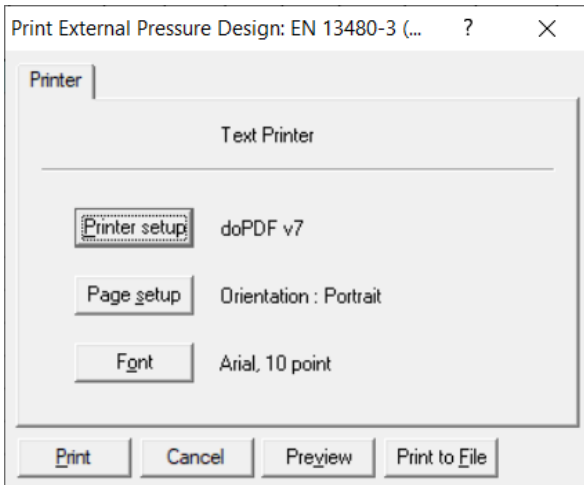 Print External Pressure Design: EN 13480-3 (... ? ×
Printer
Text Printer
Printer setup doPDF v7
Page setup Orientation : Portrait
Font Arial, 10 point
Print Cancel Preview Print to File